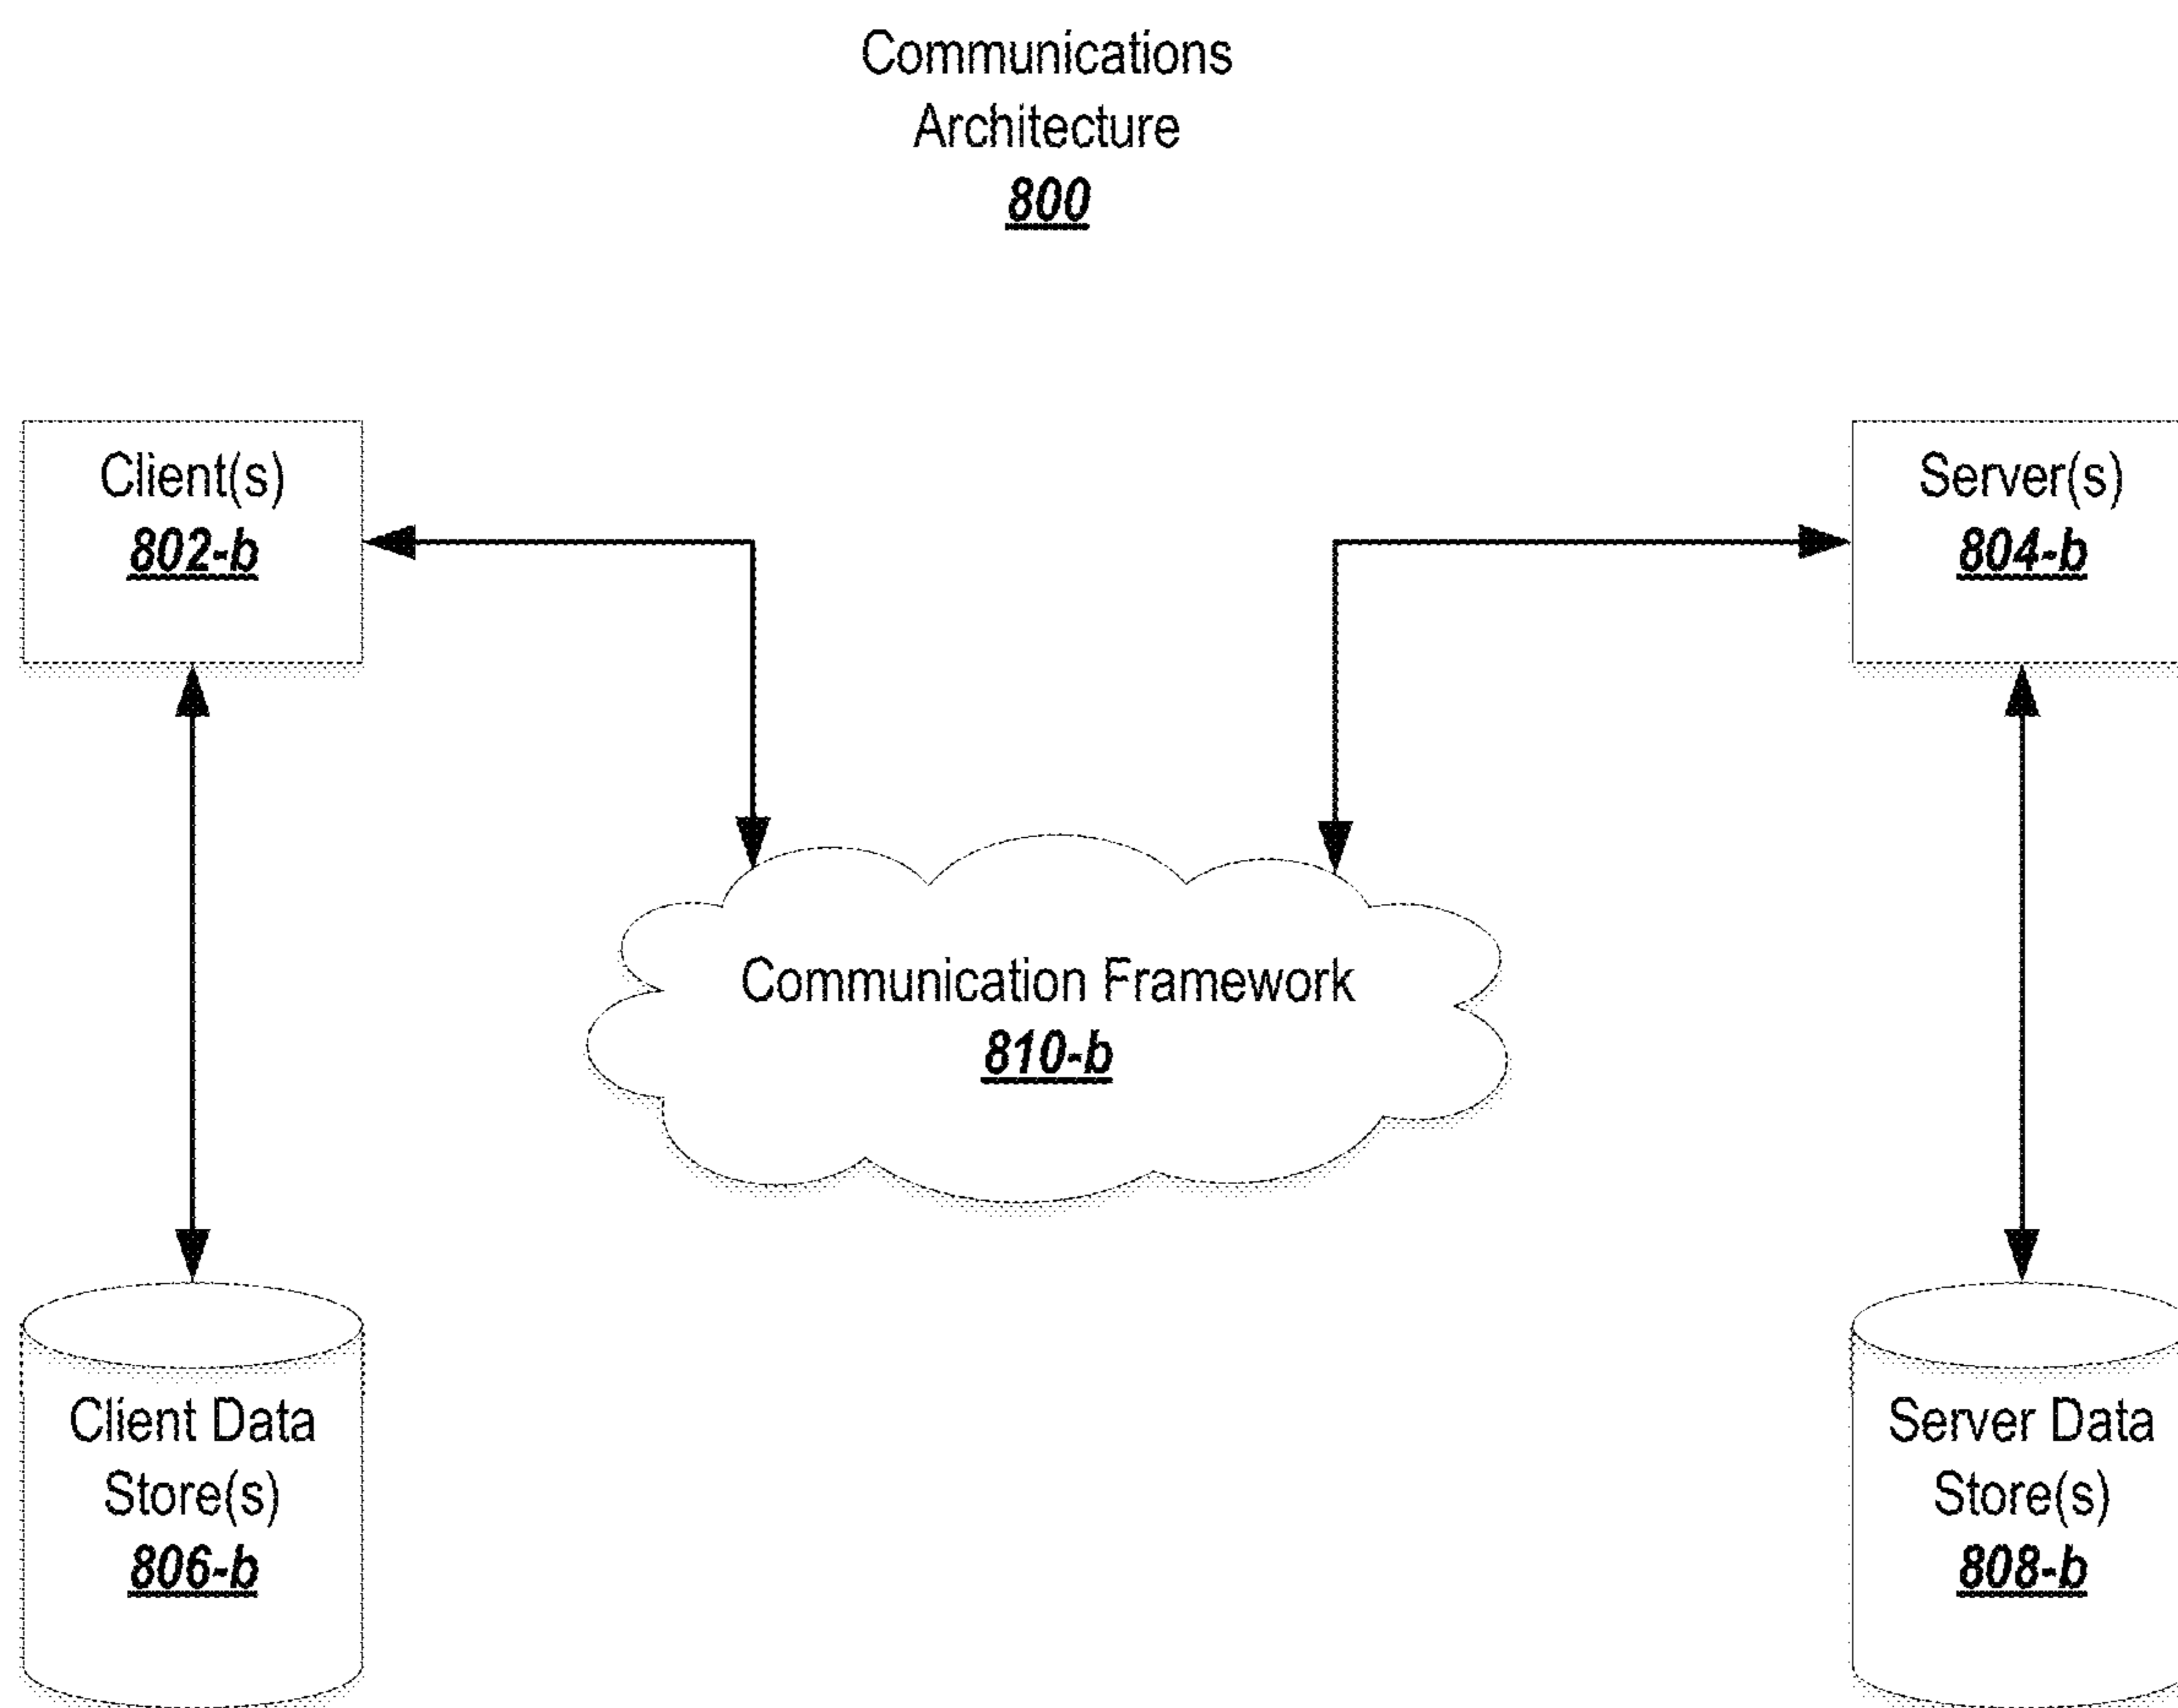 Communications
Architecture
800
Client(s)
802-b
Server(s)
804-b
Communication Framework
810-b
Client Data
Store(s)
806-b
Server Data
Store(s)
808-b